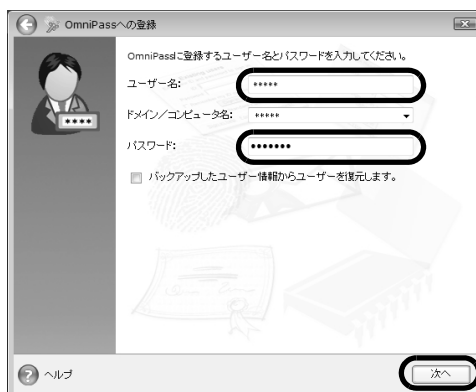 OmniPassへの登録
OmniPassに登録するユーザー名とパスワードを入力してください。
ユーザー名: *****
ドメイン/コンピュータ名: *****
パスワード: •••••••
****
バックアップしたユーザー情報からユーザーを復元します。
? ヘルプ
次へ